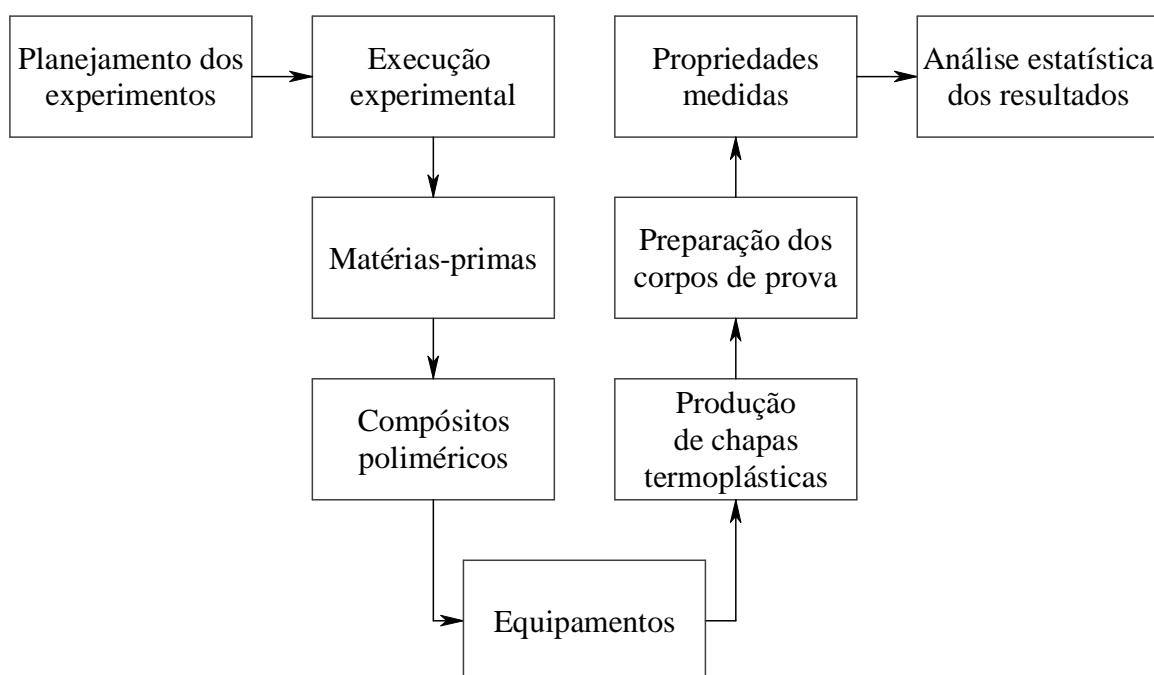 Planejamento dos
experimentos
Execução
experimental
Matérias-primas
Compósitos
poliméricos
Equipamentos
Produção
de chapas
termoplásticas
Preparação dos
corpos de prova
Propriedades
medidas
Análise estatística
dos resultados